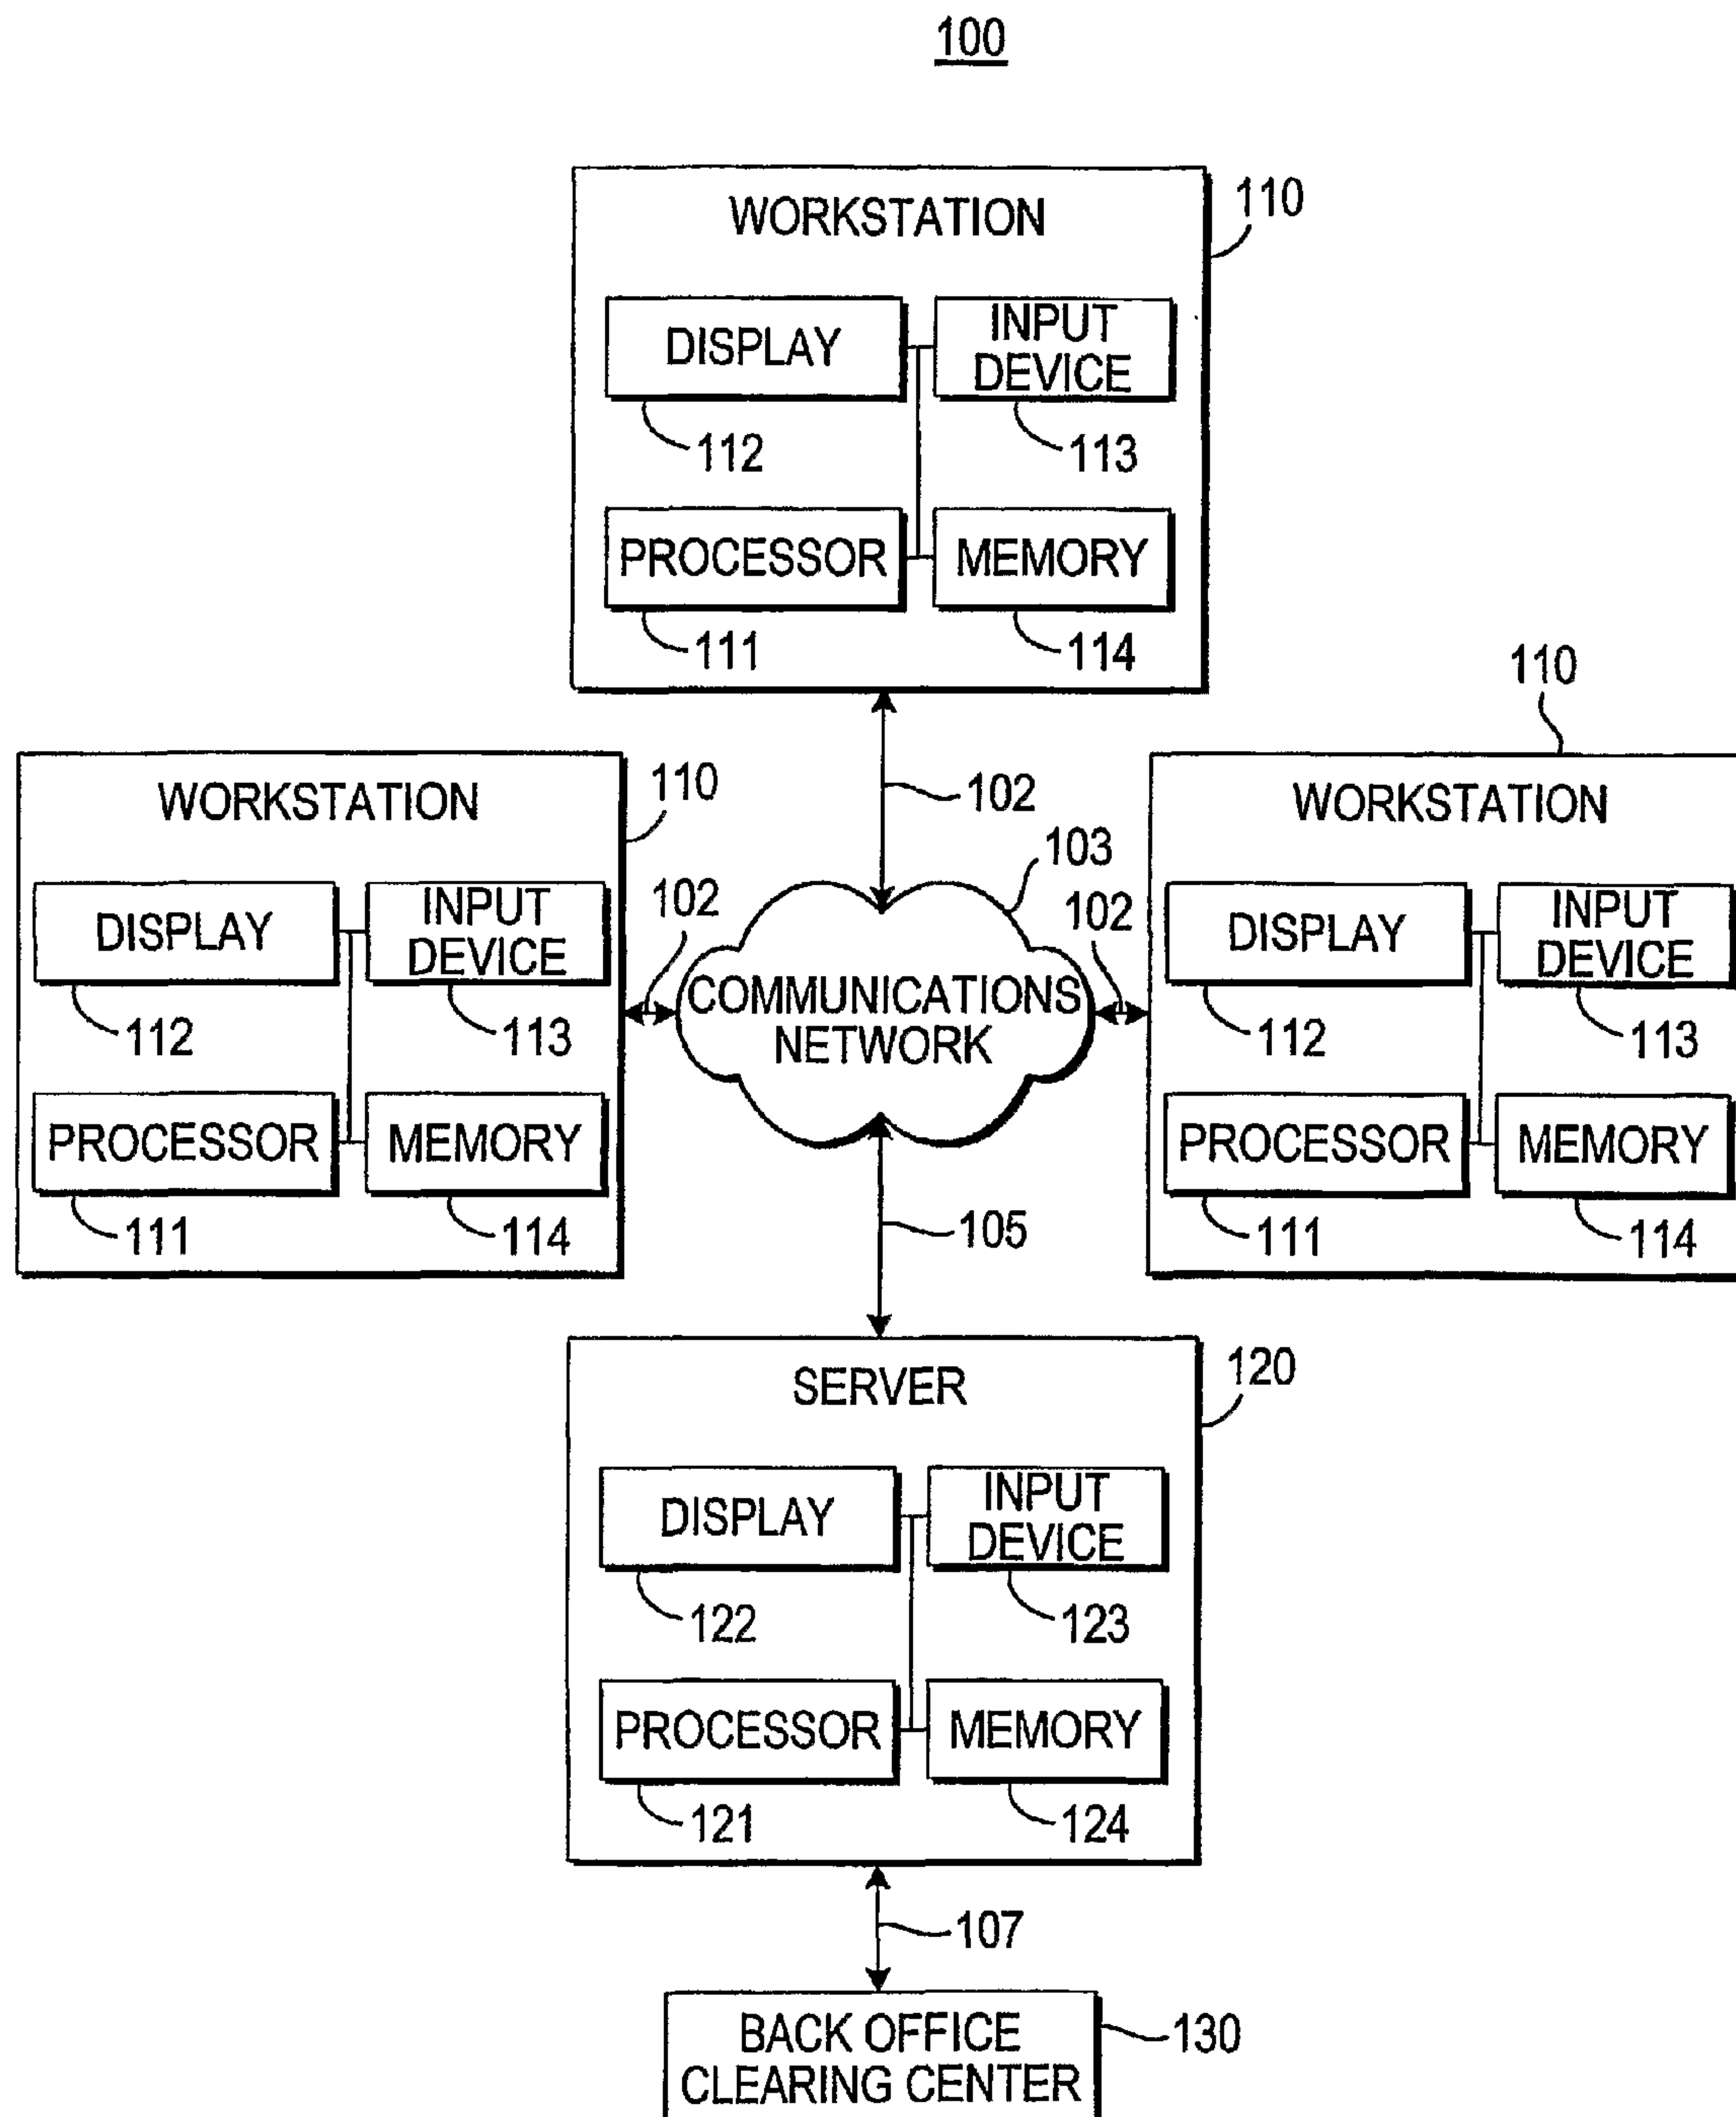 100
WORKSTATION
110
DISPLAY
INPUT
DEVICE
112
113
PROCESSOR
MEMORY
111
114
110
WORKSTATION
110
102
WORKSTATION
103
DISPLAY
INPUT
DEVICE
102
102
DISPLAY
INPUT
DEVICE
COMMUNICATIONS
NETWORK
112
113
112
113
PROCESSOR
MEMORY
PROCESSOR
MEMORY
111
114
105
111
114
SERVER
120
DISPLAY
INPUT
DEVICE
122
123
PROCESSOR
MEMORY
121
124
107
BACK OFFICE
CLEARING CENTER
130